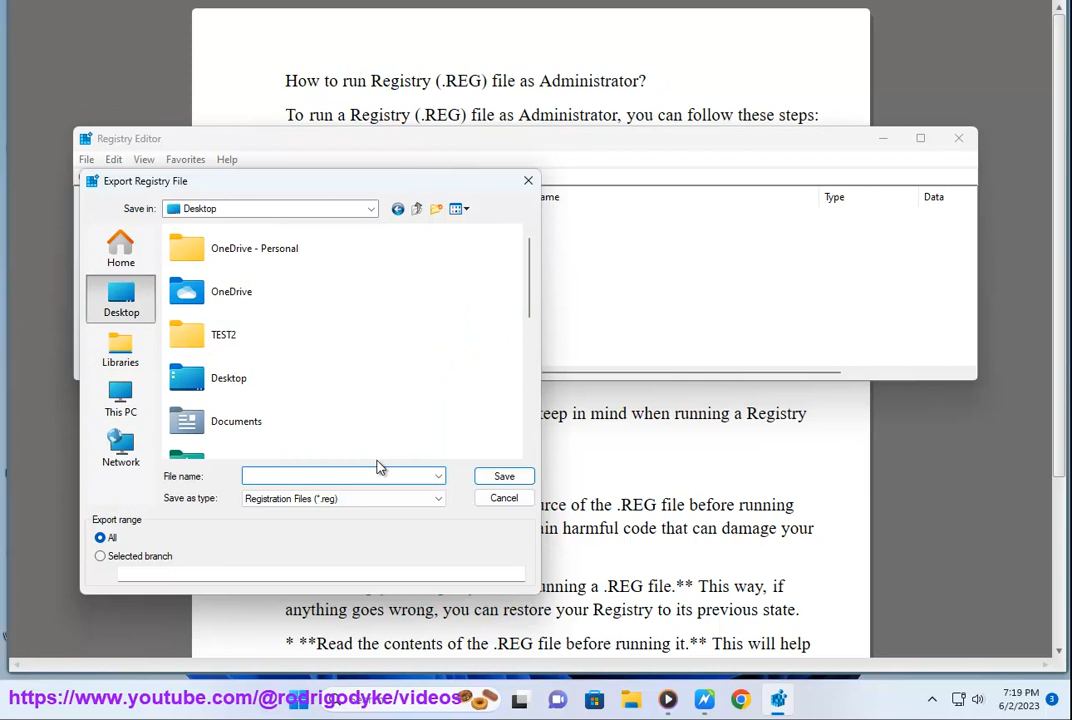 How to run Registry (.REG) file as Administrator?
To run a Registry (.REG) file as Administrator, you can follow these steps:
Registry Editor
File Edit View Favorites Help
Export Registry File
Save in: Desktop
ame Type Data
Home
Desktop
Libraries
This PC
Network
OneDrive - Personal
OneDrive
TEST2
Desktop
Documents
File name: Save
Save as type: Registration Files (*.reg) Cancel
Export range
All
Selected branch
keep in mind when running a Registry
urce of the .REG file before running
ain harmful code that can damage your
unning a .REG file.** This way, if
anything goes wrong, you can restore your Registry to its previous state.
* **Read the contents of the .REG file before running it.** This will help
https://www.youtube.com/@rodrigodyke/videos
7:19 PM
6/2/2023
3